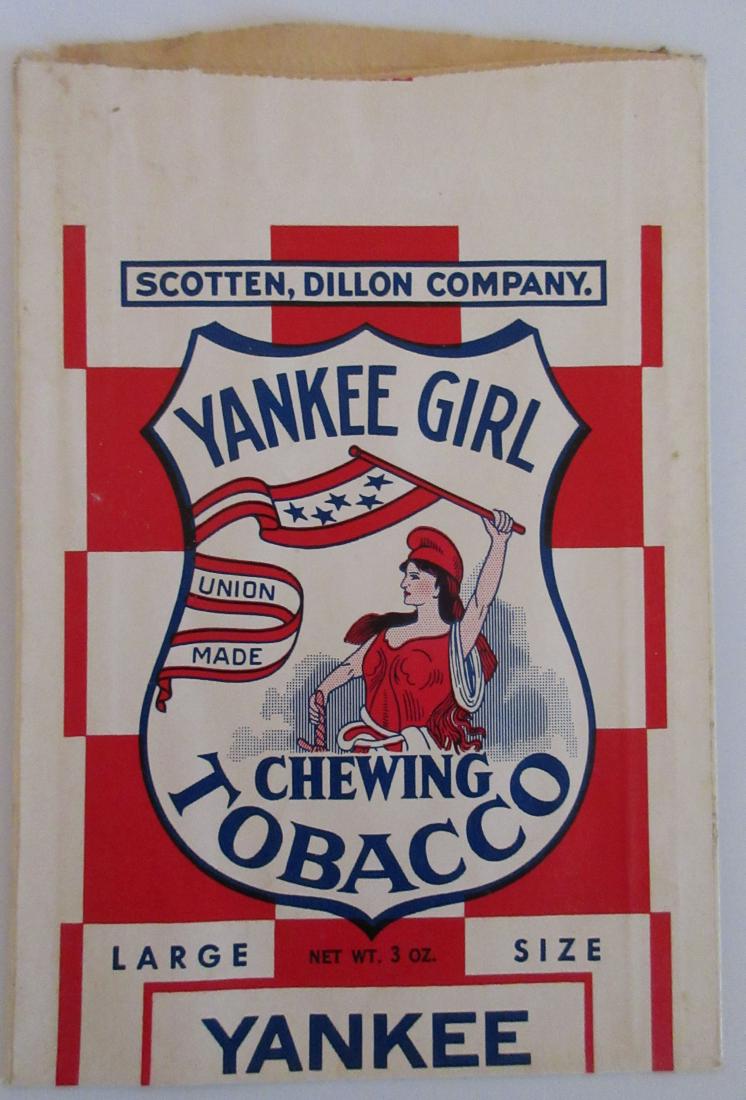 SCOTTEN, DILLON COMPANY.
YANKEE GIRL
UNION
MADE
CHEWING
TOBACCO
LARGE NET WT. 3 OZ. SIZE
YANKEE